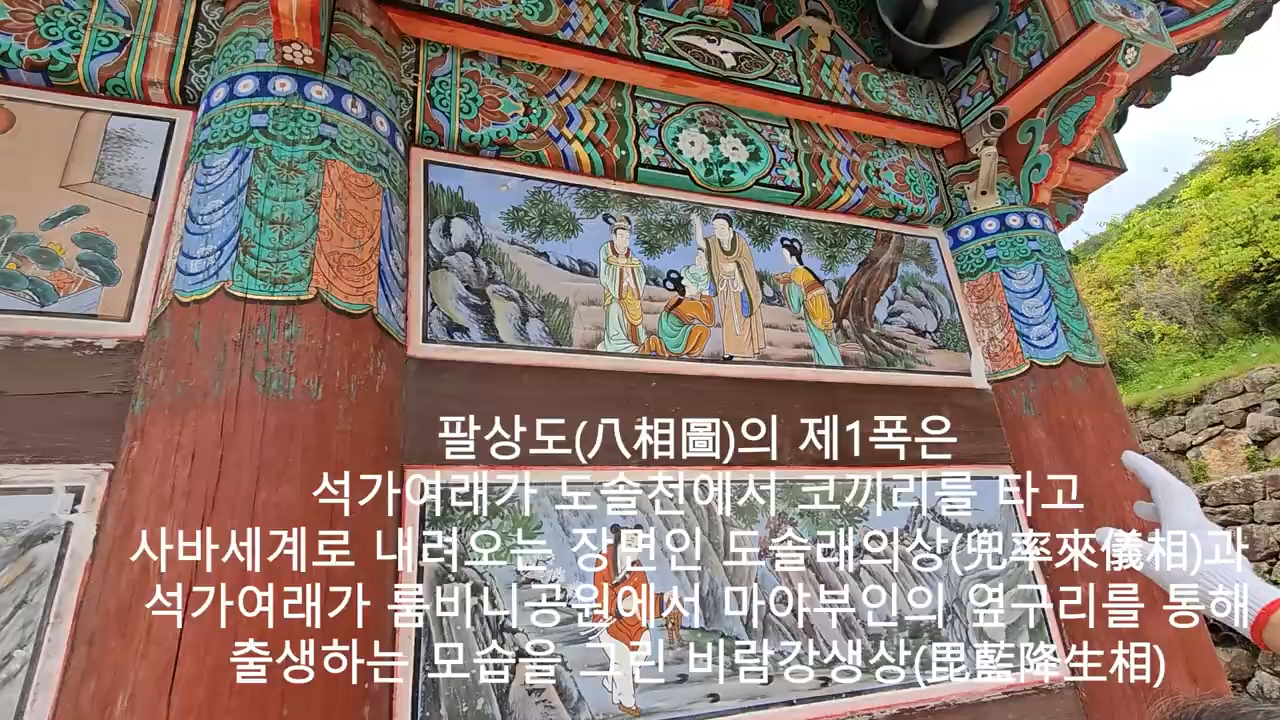 팔상도(八相圖)의 제1폭은
석가여래가 도솔천에서 코끼리를 타고
사바세계로 내려오는 장면인 도솔래의상(兜率來儀相)과
석가여래가 룸비니공원에서 마야부인의 옆구리를 통해
출생하는 모습을 그린 비람강생상(毘藍降生相)